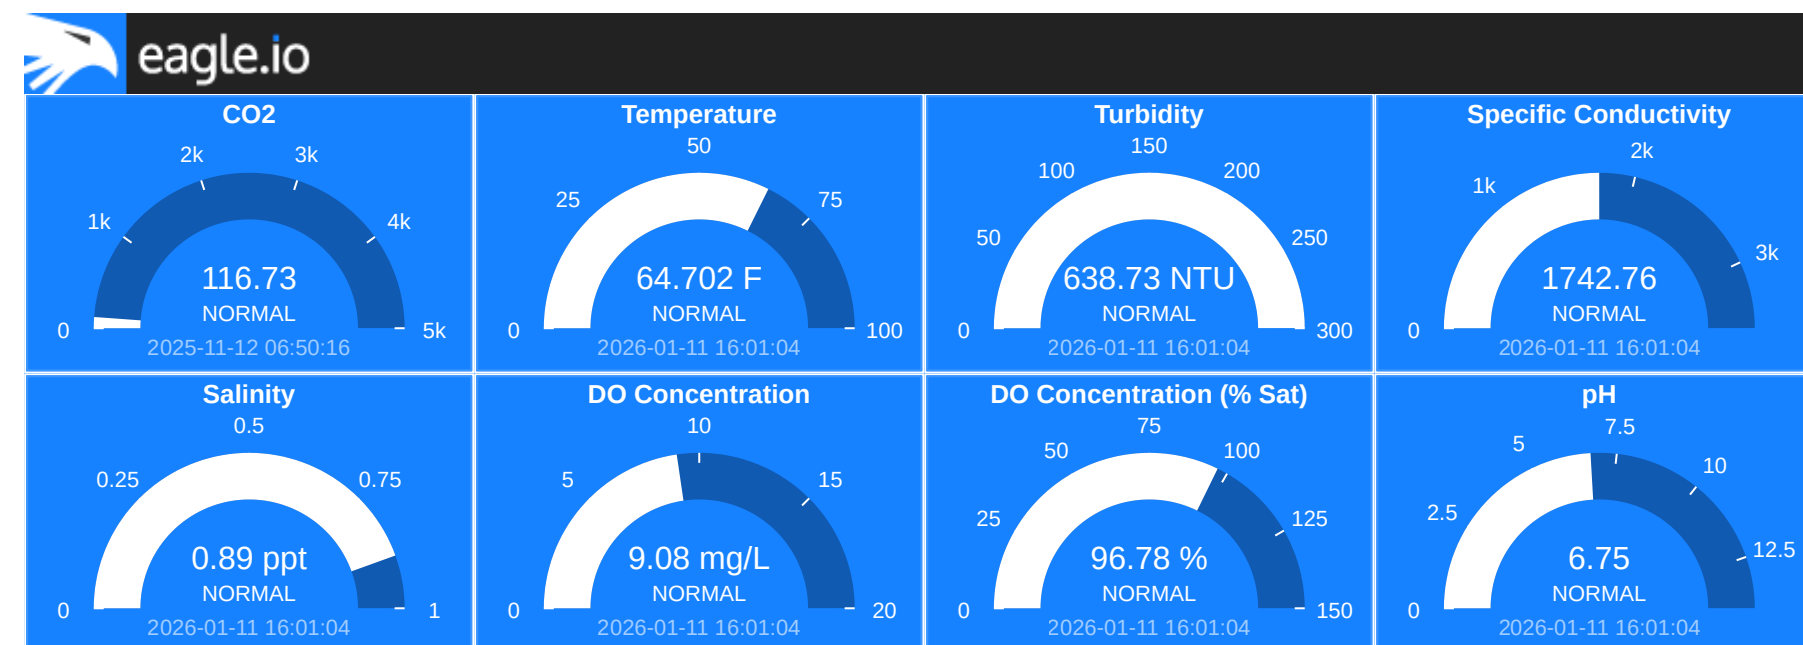 eagle.io
CO2
0
1k
2k
3k
4k
5k
116.73
NORMAL
2025-11-12 06:50:16
Temperature
0
25
50
75
100
64.702 F
NORMAL
2026-01-11 16:01:04
Turbidity
0
50
100
150
200
250
300
638.73 NTU
NORMAL
2026-01-11 16:01:04
Specific Conductivity
0
1k
2k
3k
1742.76
NORMAL
2026-01-11 16:01:04
Salinity
0
0.25
0.5
0.75
1
0.89 ppt
NORMAL
2026-01-11 16:01:04
DO Concentration
0
5
10
15
20
9.08 mg/L
NORMAL
2026-01-11 16:01:04
DO Concentration (% Sat)
0
25
50
75
100
125
150
96.78 %
NORMAL
2026-01-11 16:01:04
pH
0
2.5
5
7.5
10
12.5
6.75
NORMAL
2026-01-11 16:01:04